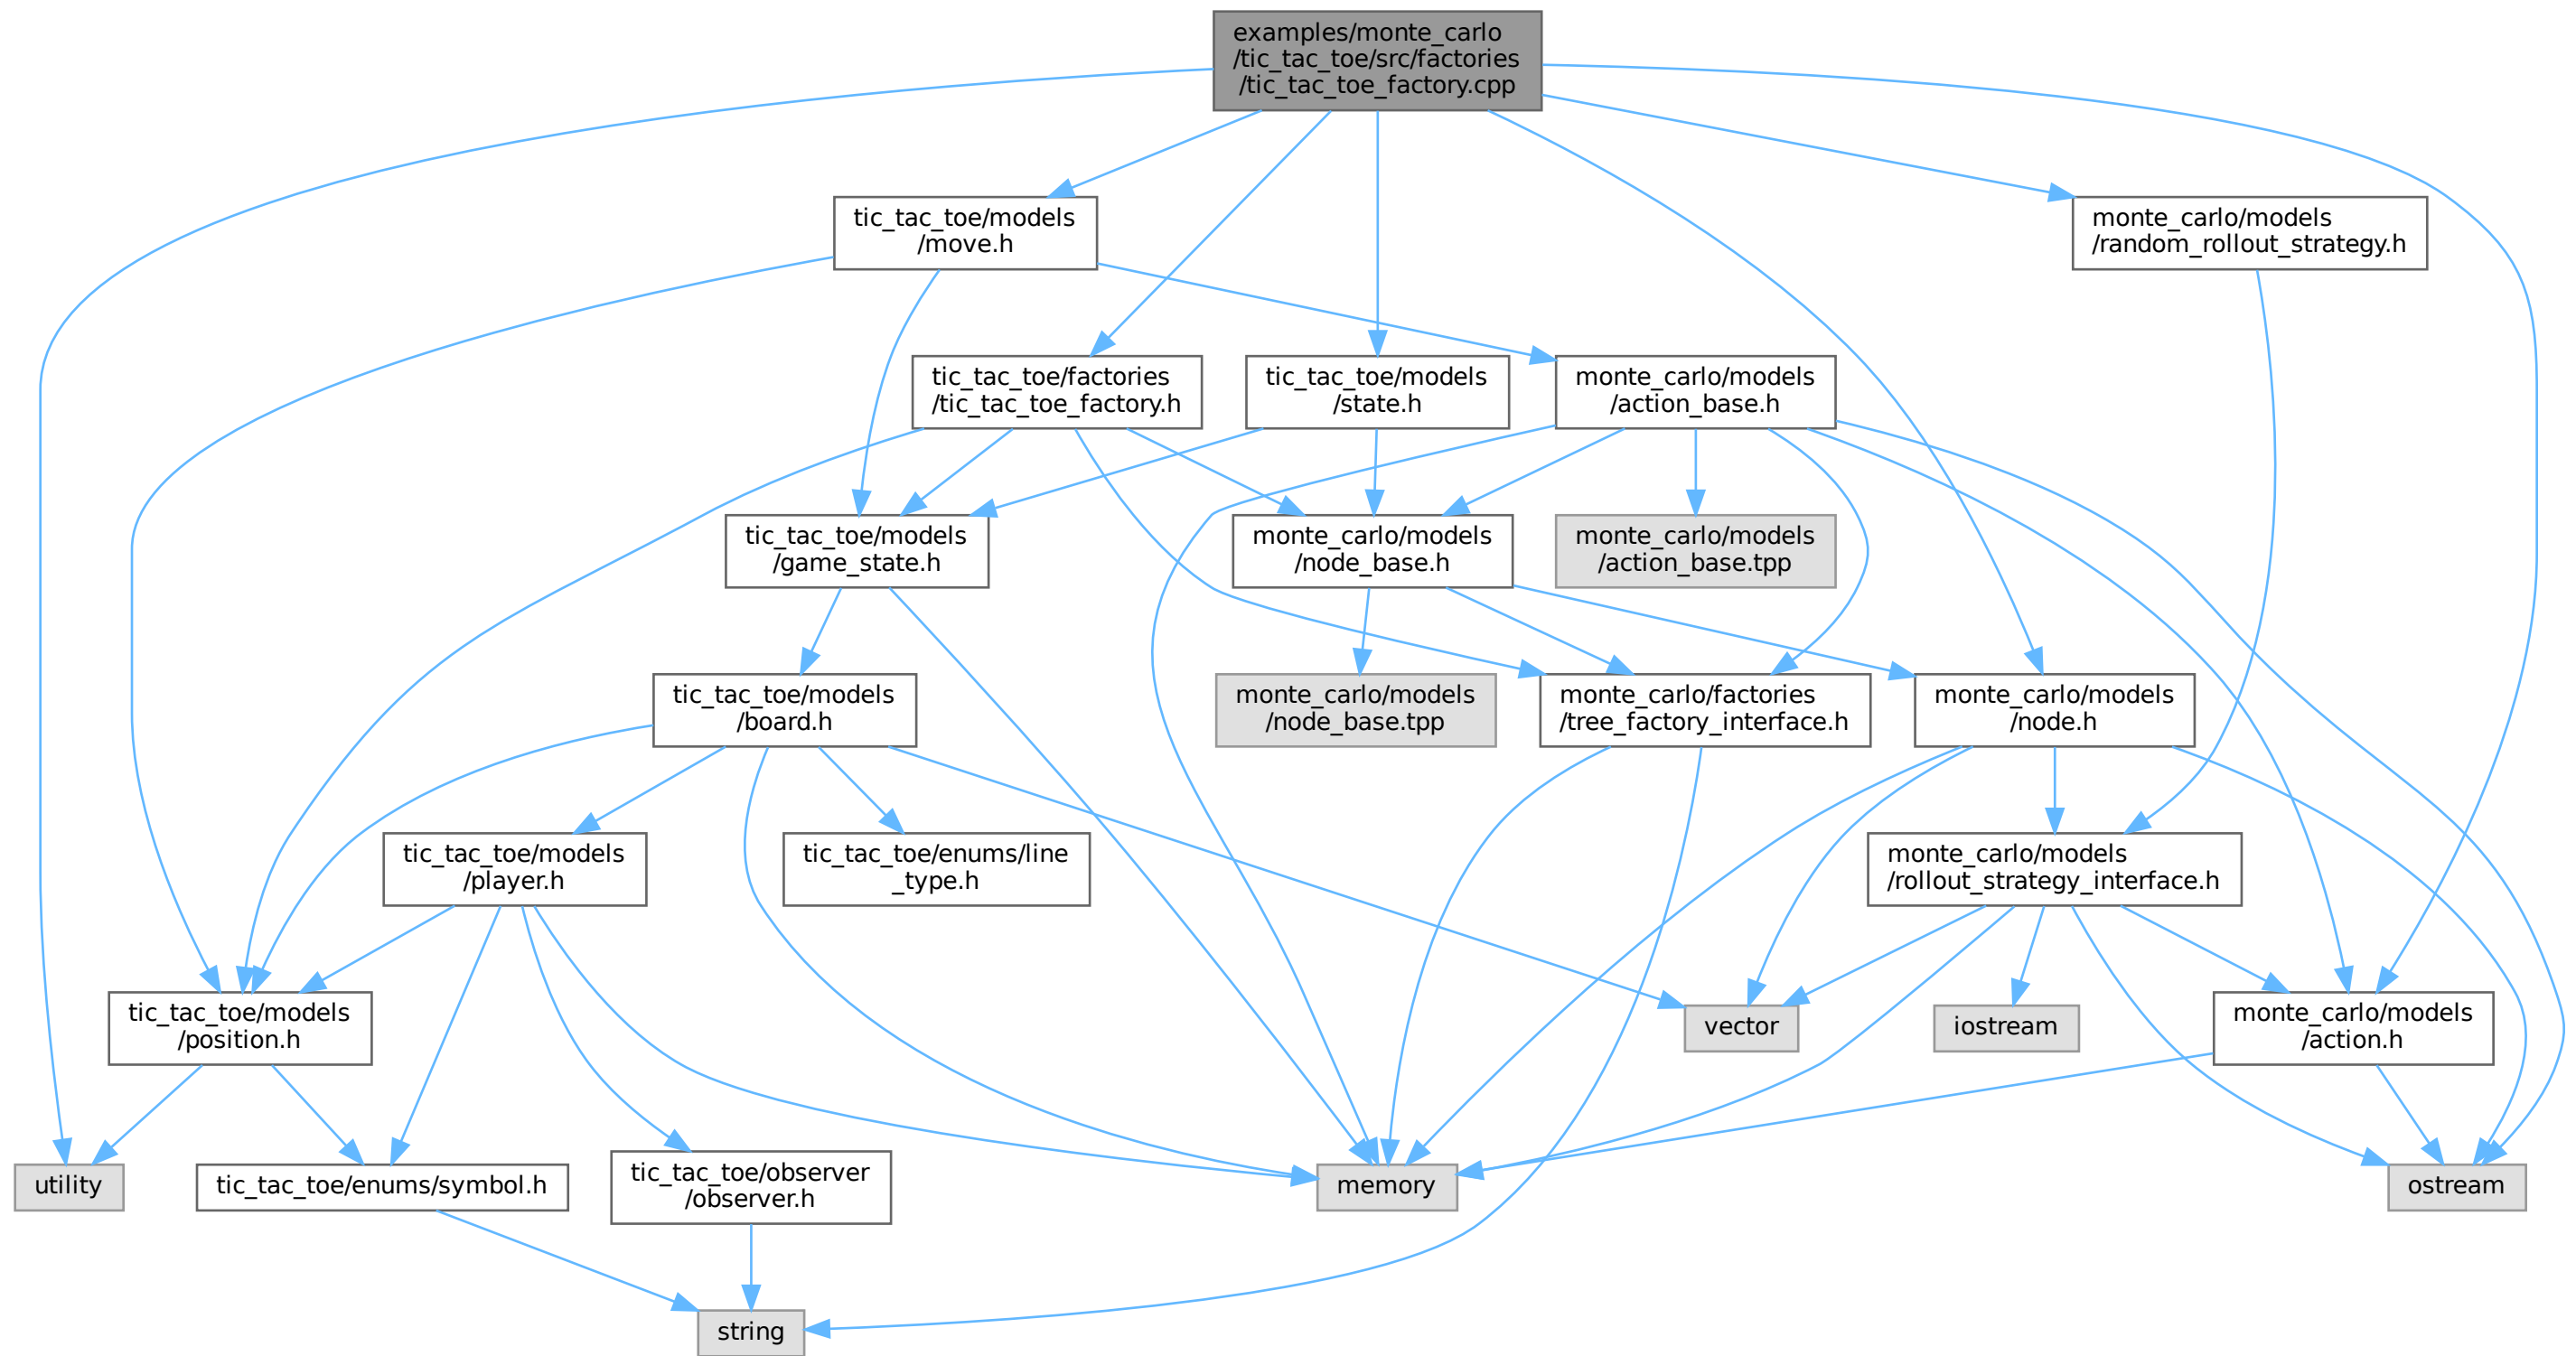 examples/monte_carlo
/tic_tac_toe/src/factories
/tic_tac_toe_factory.cpp
tic_tac_toe/models
/move.h
monte_carlo/models
/random_rollout_strategy.h
tic_tac_toe/factories
/tic_tac_toe_factory.h
tic_tac_toe/models
/state.h
monte_carlo/models
/action_base.h
tic_tac_toe/models
/game_state.h
monte_carlo/models
/node_base.h
monte_carlo/models
/action_base.tpp
tic_tac_toe/models
/board.h
monte_carlo/models
/node_base.tpp
monte_carlo/factories
/tree_factory_interface.h
monte_carlo/models
/node.h
tic_tac_toe/models
/player.h
tic_tac_toe/enums/line
_type.h
monte_carlo/models
/rollout_strategy_interface.h
tic_tac_toe/models
/position.h
vector
iostream
monte_carlo/models
/action.h
utility
tic_tac_toe/enums/symbol.h
tic_tac_toe/observer
/observer.h
memory
ostream
string